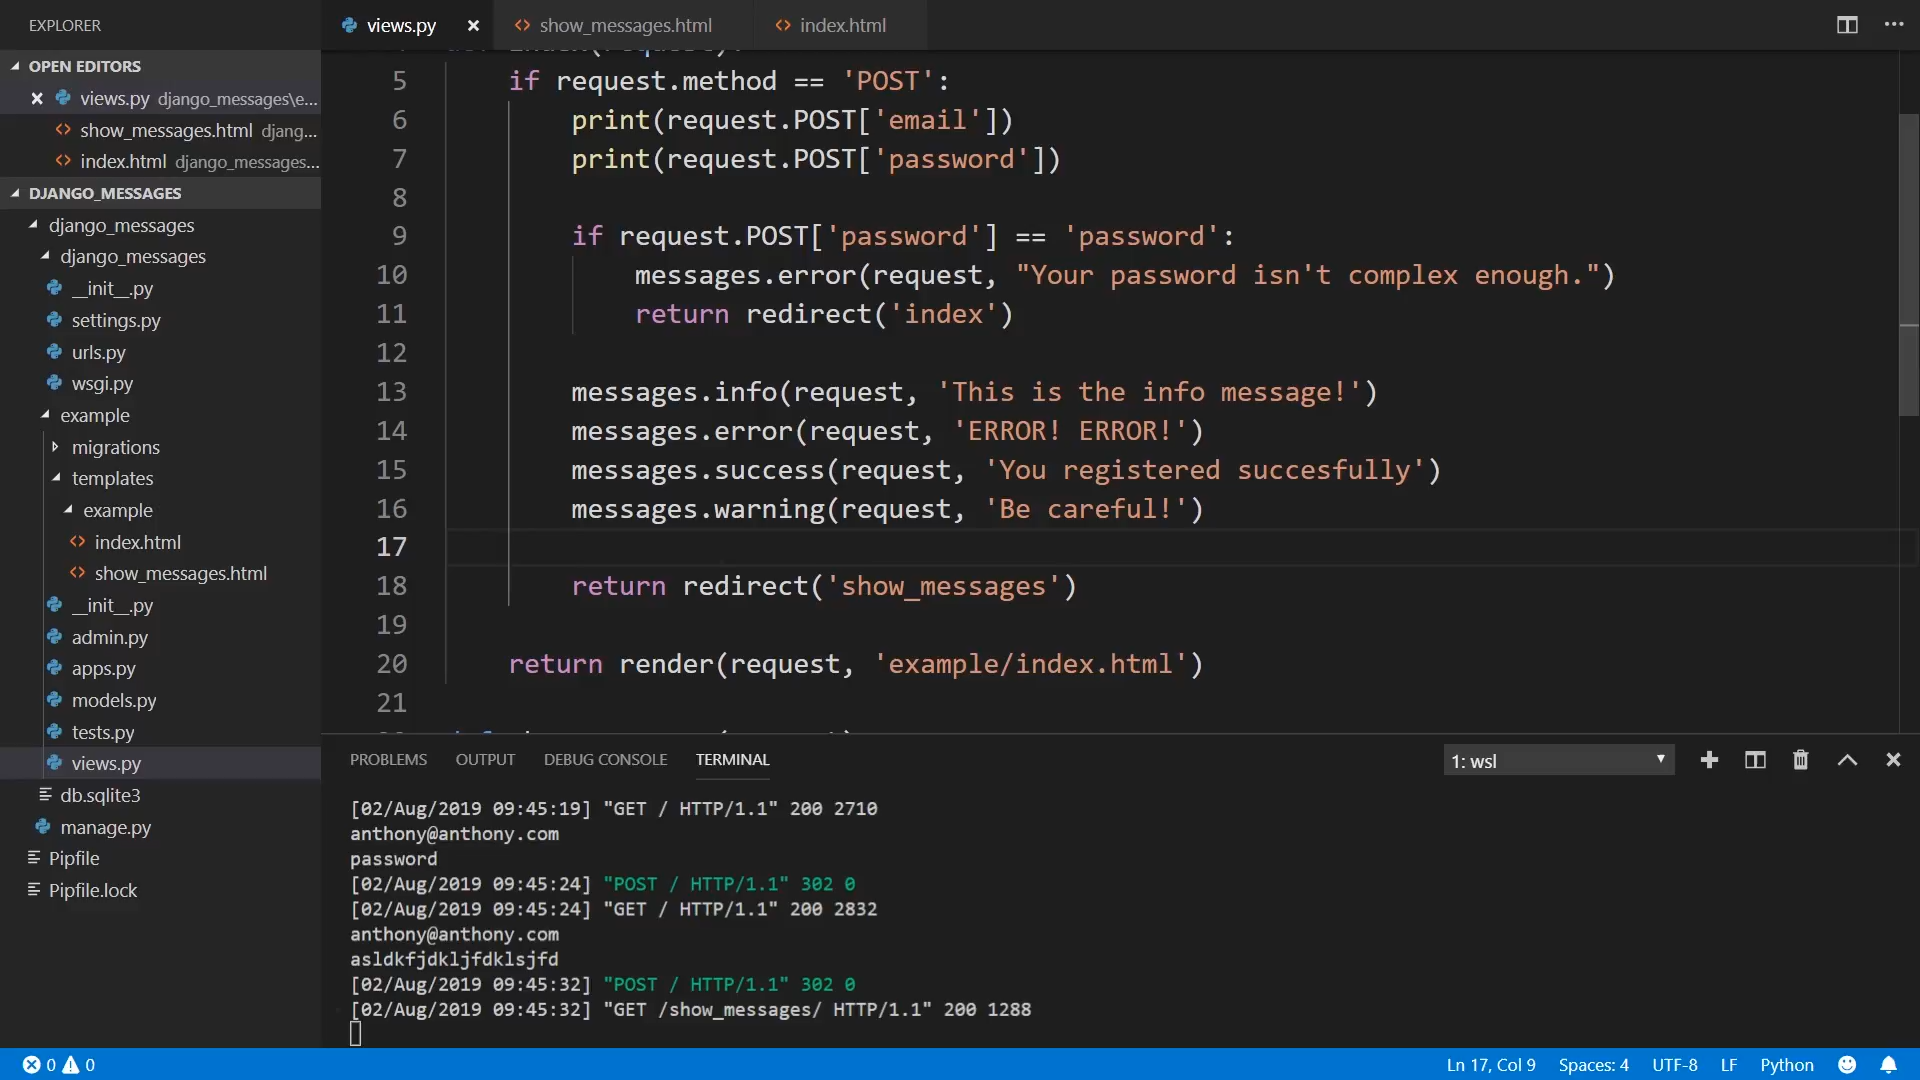 EXPLORER
OPEN EDITORS
views.py django_messages\e...
show_messages.html djang...
index.html django_messages...
DJANGO_MESSAGES
django_messages
django_messages
__init__.py
settings.py
urls.py
wsgi.py
example
migrations
templates
example
index.html
show_messages.html
__init__.py
admin.py
apps.py
models.py
tests.py
views.py
db.sqlite3
manage.py
Pipfile
Pipfile.lock
views.py show_messages.html index.html
5 if request.method == 'POST':
6 print(request.POST['email'])
7 print(request.POST['password'])
8
9 if request.POST['password'] == 'password':
10 messages.error(request, "Your password isn't complex enough.")
11 return redirect('index')
12
13 messages.info(request, 'This is the info message!')
14 messages.error(request, 'ERROR! ERROR!')
15 messages.success(request, 'You registered succesfully')
16 messages.warning(request, 'Be careful!')
17
18 return redirect('show_messages')
19
20 return render(request, 'example/index.html')
21
PROBLEMS OUTPUT DEBUG CONSOLE TERMINAL 1: wsl
[02/Aug/2019 09:45:19] "GET / HTTP/1.1" 200 2710
anthony@anthony.com
password
[02/Aug/2019 09:45:24] "POST / HTTP/1.1" 302 0
[02/Aug/2019 09:45:24] "GET / HTTP/1.1" 200 2832
anthony@anthony.com
asldkfjdkljfdklsjfd
[02/Aug/2019 09:45:32] "POST / HTTP/1.1" 302 0
[02/Aug/2019 09:45:32] "GET /show_messages/ HTTP/1.1" 200 1288
0 0 Ln 17, Col 9 Spaces: 4 UTF-8 LF Python